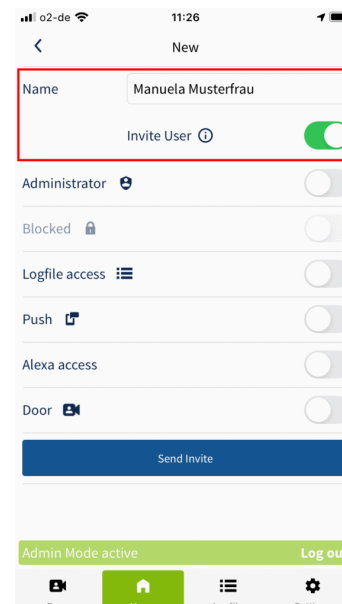 o2-de 11:26
New
Name Manuela Musterfrau
Invite User
Administrator
Blocked
Logfile access
Push
Alexa access
Door
Send Invite
Admin Mode active Log ou